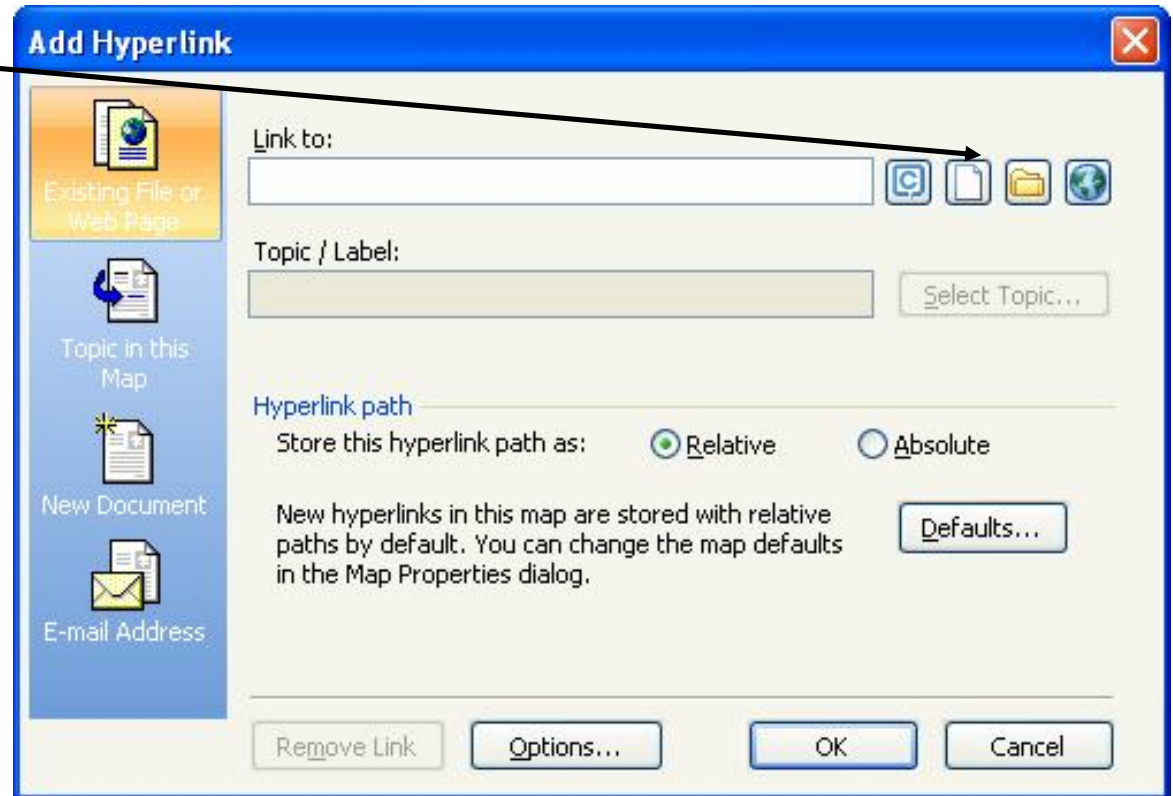 Add Hyperlink
Existing File or
Web Page
Topic in this
Map
New Document
E-mail Address
Link to:
Topic / Label:
Select Topic...
Hyperlink path
Store this hyperlink path as: Relative Absolute
New hyperlinks in this map are stored with relative
paths by default. You can change the map defaults
in the Map Properties dialog.
Defaults...
Remove Link Options... OK Cancel